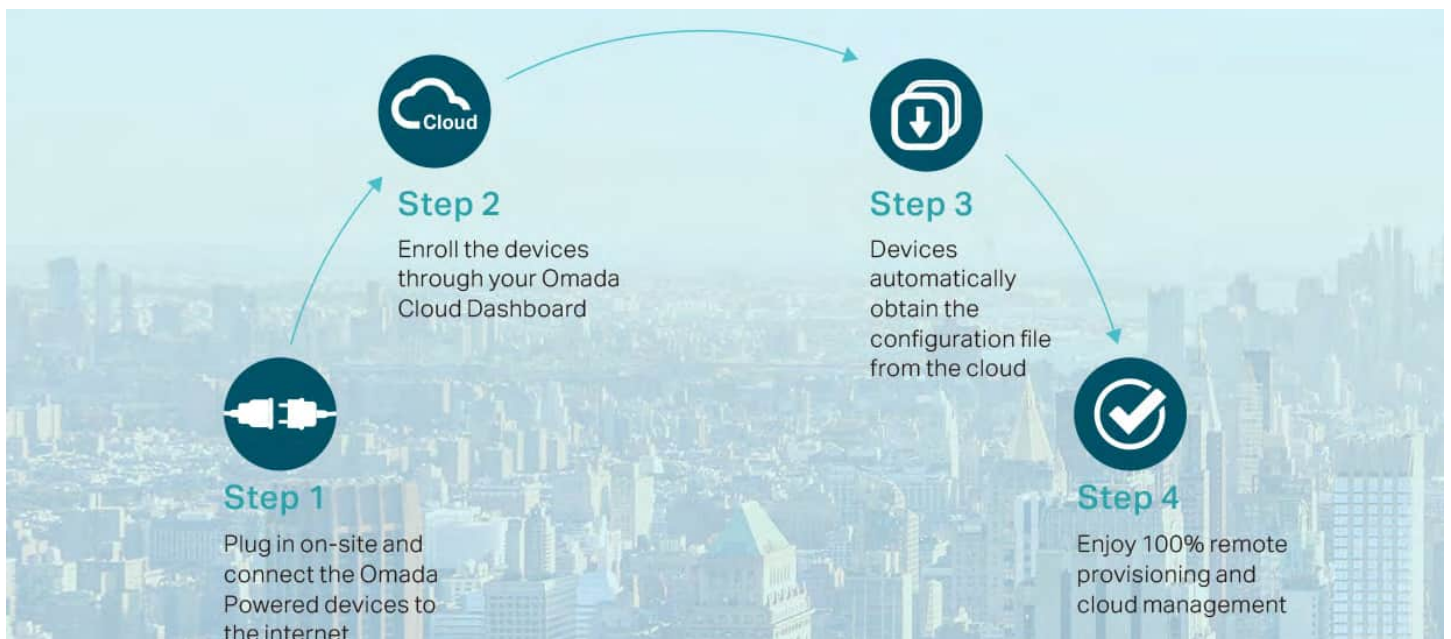 Cloud
Step 2
Enroll the devices
through your Omada
Cloud Dashboard
Step 3
Devices
automatically
obtain the
configuration file
from the cloud
Step 1
Plug in on-site and
connect the Omada
Powered devices to
the internet
Step 4
Enjoy 100% remote
provisioning and
cloud management